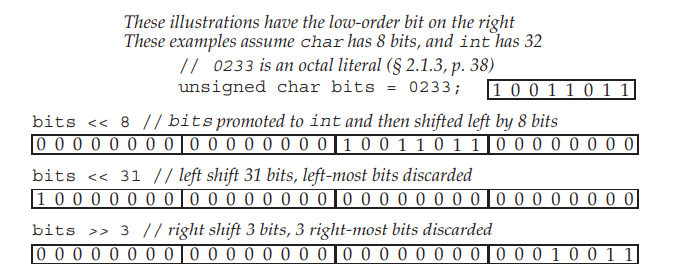 These illustrations have the low-order bit on the right
These examples assume char has 8 bits, and int has 32
// 0233 is an octal literal (§ 2.1.3, p. 38)
unsigned char bits = 0233; 1 0 0 1 1 0 1 1
bits << 8 // bits promoted to int and then shifted left by 8 bits
0 0 0 0 0 0 0 0 0 0 0 0 0 0 0 0 1 0 0 1 1 0 1 1 0 0 0 0 0 0 0 0
bits << 31 // left shift 31 bits, left-most bits discarded
1 0 0 0 0 0 0 0 0 0 0 0 0 0 0 0 0 0 0 0 0 0 0 0 0 0 0 0 0 0 0 0
bits >> 3 // right shift 3 bits, 3 right-most bits discarded
0 0 0 0 0 0 0 0 0 0 0 0 0 0 0 0 0 0 0 0 0 0 0 0 0 0 0 1 0 0 1 1